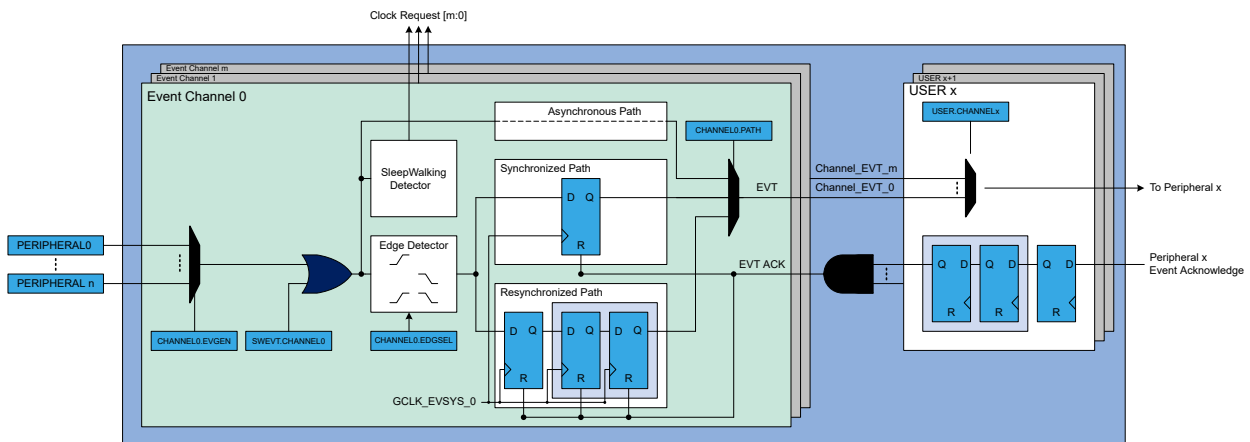 Clock Request [m:0]
Event Channel m
Event Channel 1
Event Channel 0
USER x+1
USER x
Asynchronous Path
CHANNEL0.PATH
USER.CHANNELx
SleepWalking
Detector
Synchronized Path
D Q
R
EVT
Channel_EVT_m
Channel_EVT_0
To Peripheral x
PERIPHERAL0
PERIPHERAL n
Edge Detector
EVT ACK
Q D
R
Q D
R
Q D
R
Peripheral x
Event Acknowledge
Resynchronized Path
D Q
R
D Q
R
D Q
R
CHANNEL0.EVGEN
SWEVT.CHANNEL0
CHANNEL0.EDGSEL
GCLK_EVSYS_0